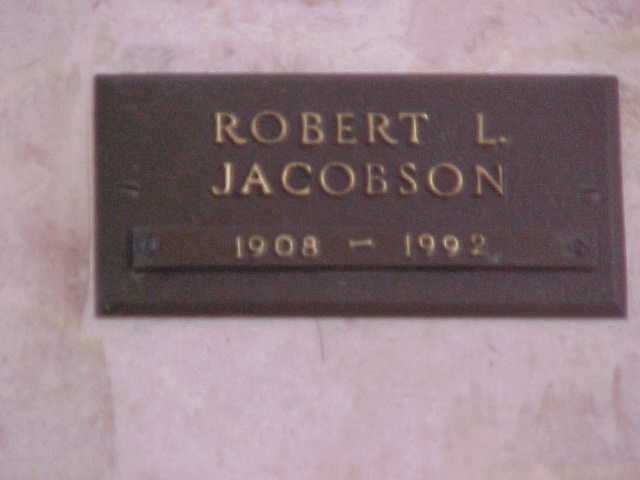 ROBERT L.
JACOBSON
1908 — 1992